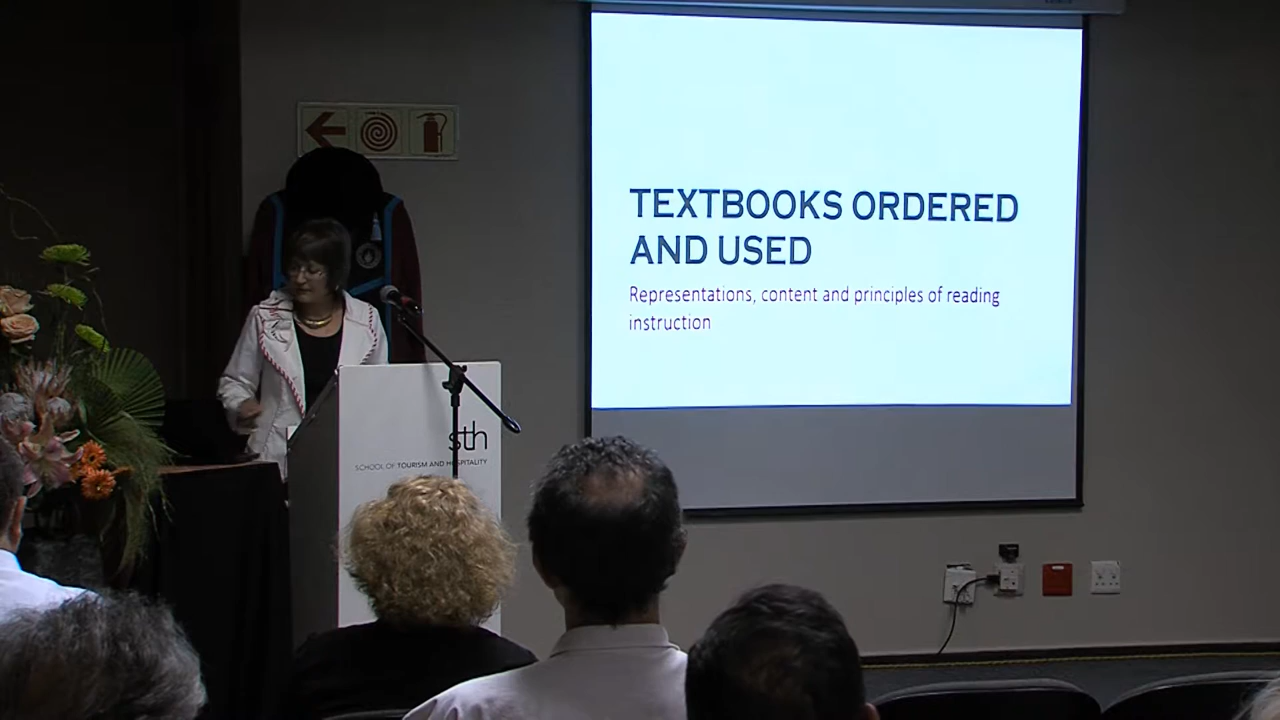 TEXTBOOKS ORDERED
AND USED
Representations, content and principles of reading
instruction
sth
SCHOOL OF TOURISM AND HOSPITALITY